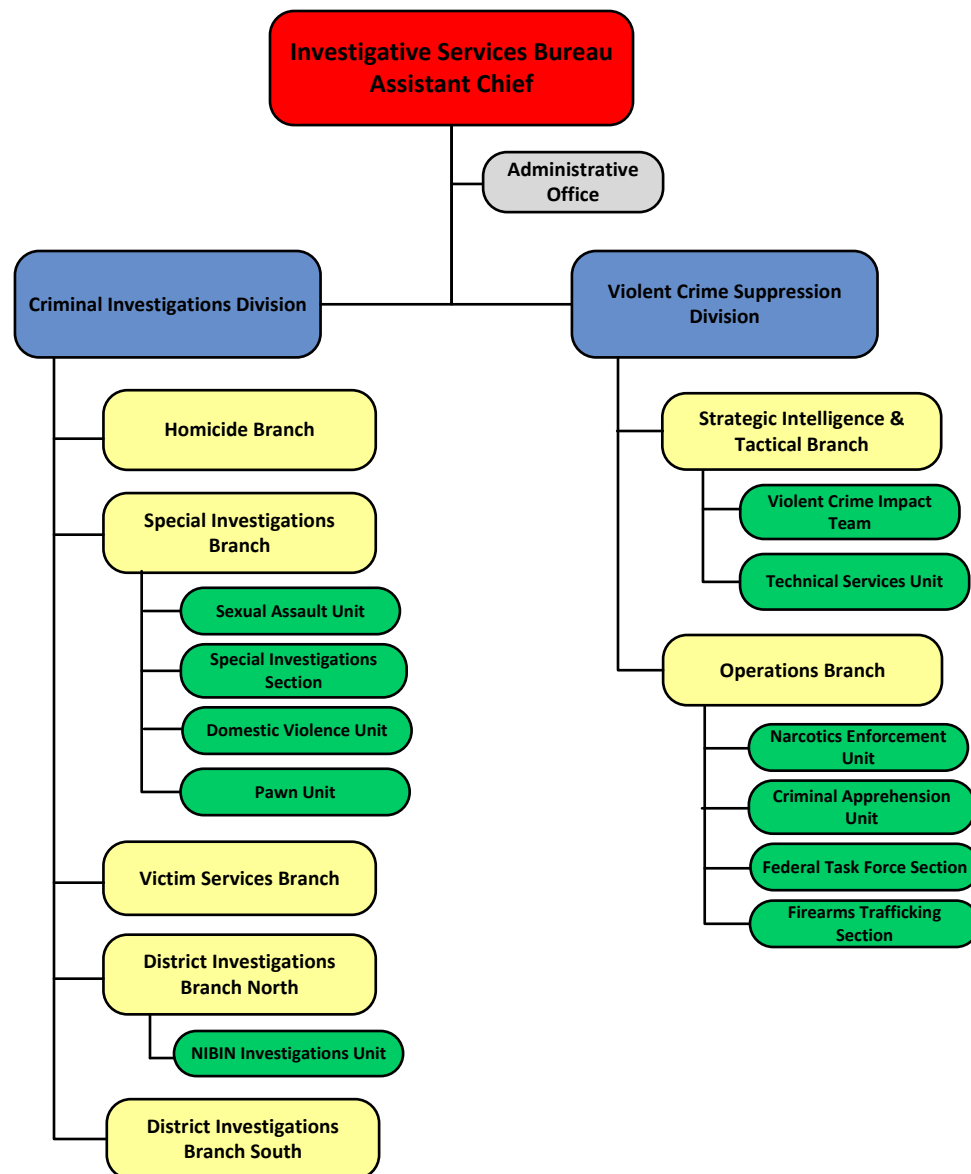 Investigative Services Bureau
Assistant Chief
Administrative
Office
Criminal Investigations Division
Violent Crime Suppression
Division
Homicide Branch
Special Investigations
Branch
Sexual Assault Unit
Special Investigations
Section
Domestic Violence Unit
Pawn Unit
Victim Services Branch
District Investigations
Branch North
NIBIN Investigations Unit
District Investigations
Branch South
Strategic Intelligence &
Tactical Branch
Violent Crime Impact
Team
Technical Services Unit
Operations Branch
Narcotics Enforcement
Unit
Criminal Apprehension
Unit
Federal Task Force Section
Firearms Trafficking
Section